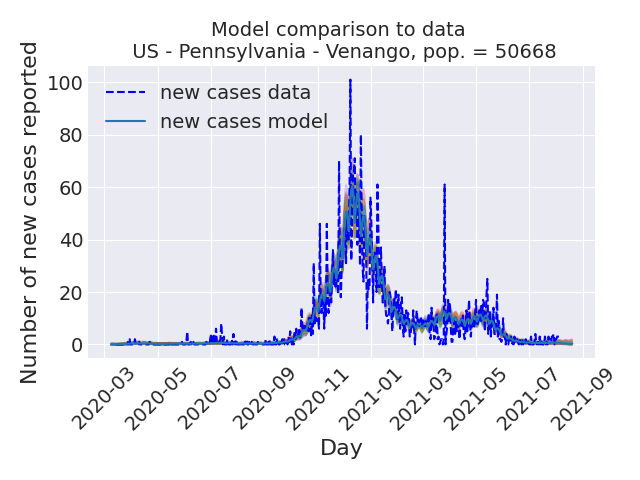 Model comparison to data
US - Pennsylvania - Venango, pop. = 50668
Number of new cases reported
100
80
60
40
20
0
new cases data
new cases model
2020-03
2020-05
2020-07
2020-09
2020-11
2021-01
2021-03
2021-05
2021-07
2021-09
Day